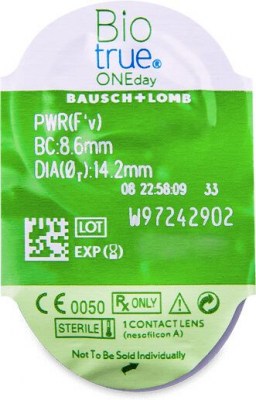 Bio
true®
ONEday
BAUSCH+LOMB
PWR(F'v)
BC:8.6mm
DIA(Ør):14.2mm
08 22:58:09 33
W97242902
LOT
EXP
CE 0050 Rx ONLY
STERILE 1 CONTACT LENS
(nesofilcon A)
Not To Be Sold Individually